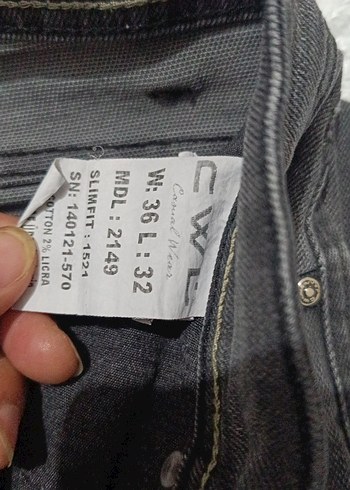 CWL
Casual Wear
W: 36 L: 32
MDL : 2149
SLIMFIT : 1521
SN: 140121-570
COTTON 2% LICRA